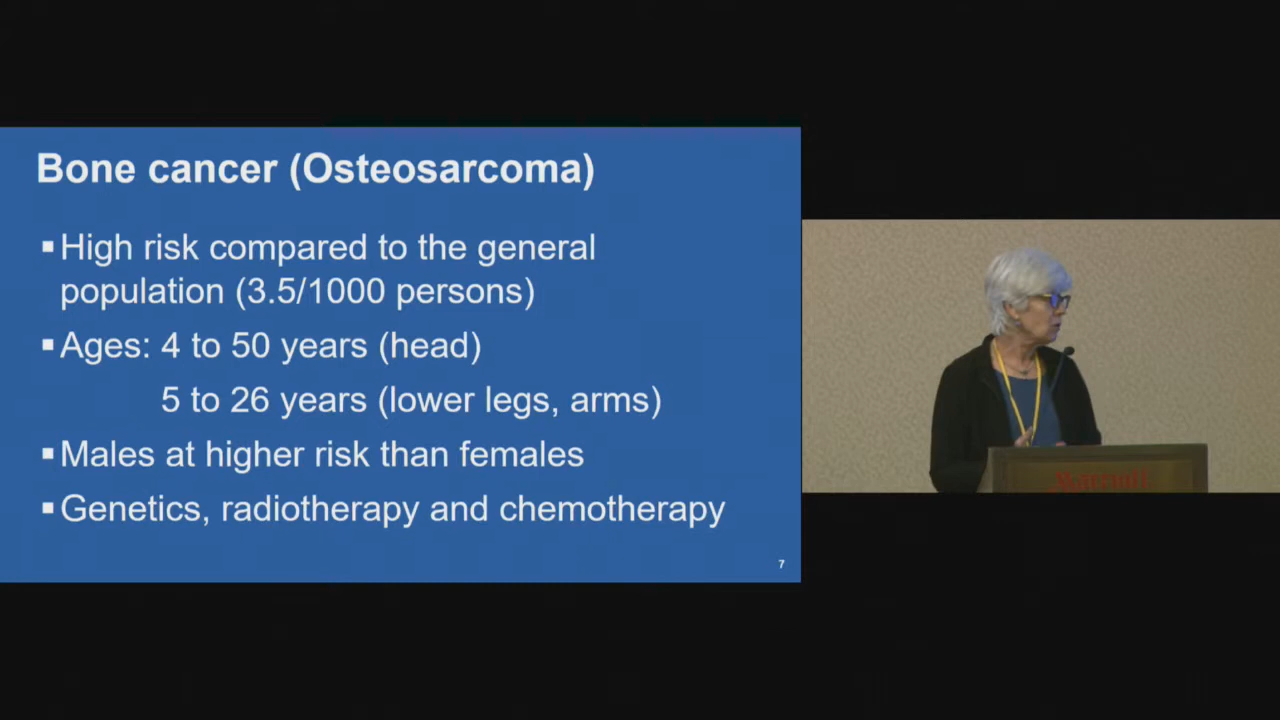 Bone cancer (Osteosarcoma)
▪High risk compared to the general
population (3.5/1000 persons)
▪Ages: 4 to 50 years (head)
5 to 26 years (lower legs, arms)
▪Males at higher risk than females
▪Genetics, radiotherapy and chemotherapy
7
Marriott